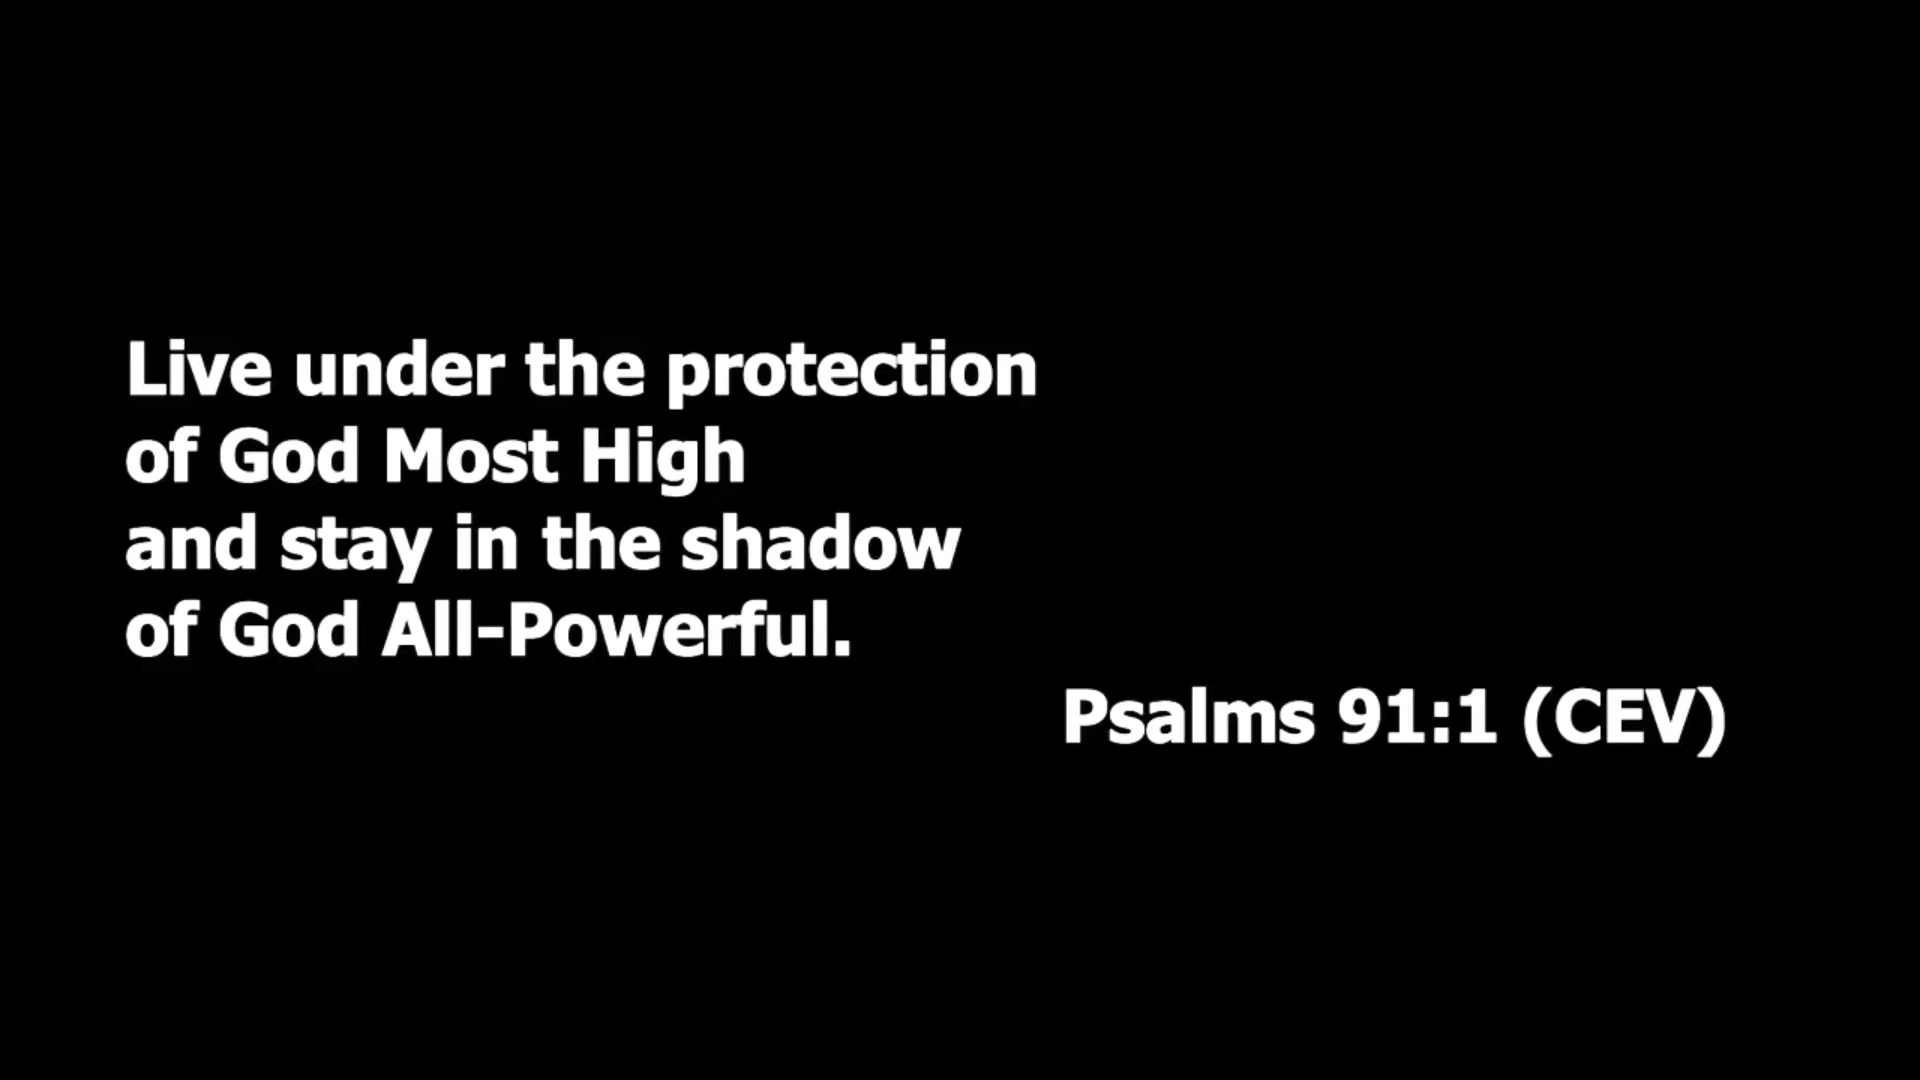 Live under the protection
of God Most High
and stay in the shadow
of God All-Powerful.
Psalms 91:1 (CEV)